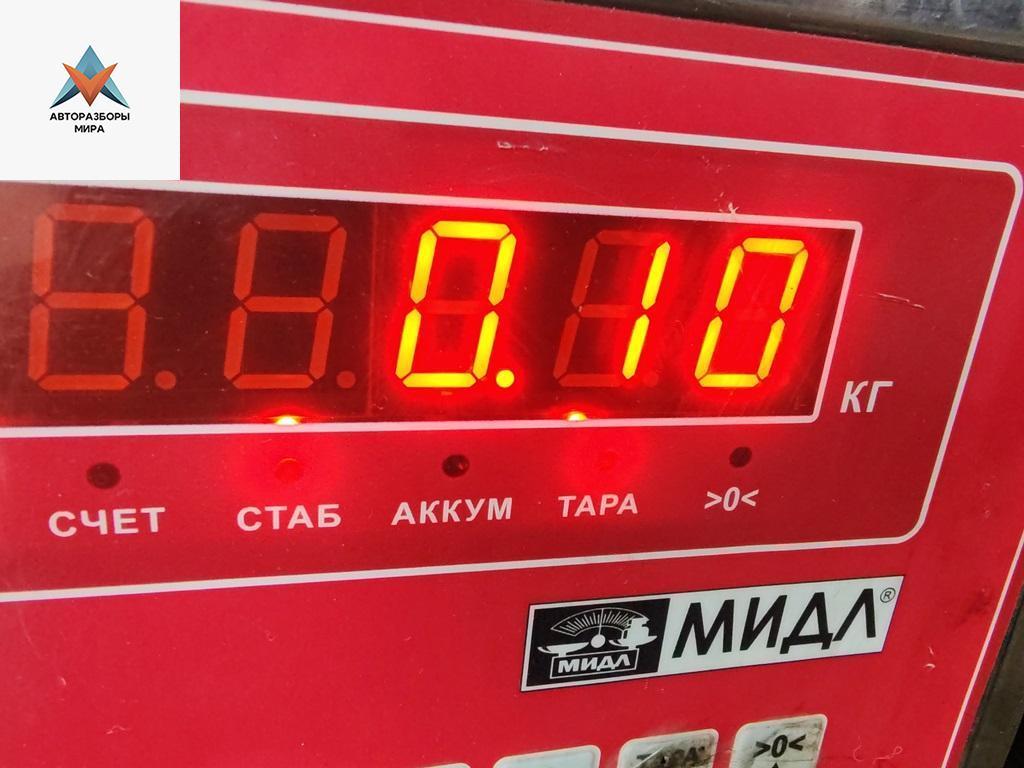 АВТОРАЗБОРЫ
МИРА
0.10
КГ
СЧЕТ СТАБ АККУМ ТАРА >0<
МИДЛ МИДЛ®
>0<